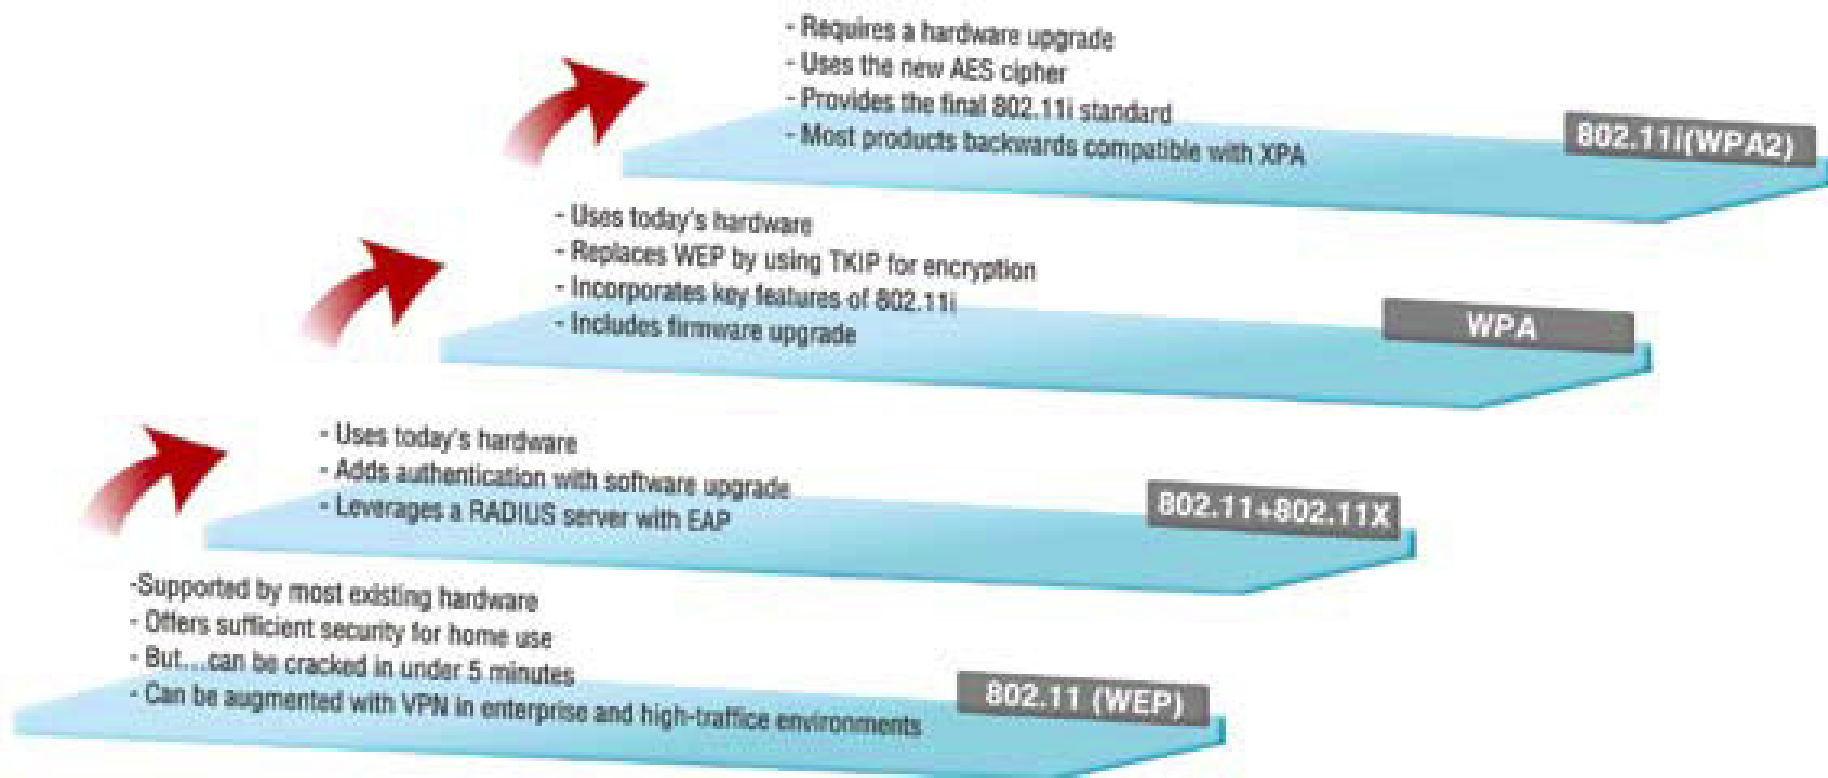 - Requires a hardware upgrade
- Uses the new AES cipher
- Provides the final 802.11i standard
- Most products backwards compatible with XPA
802.11i(WPA2)
- Uses today's hardware
- Replaces WEP by using TKIP for encryption
- Incorporates key features of 802.11i
- Includes firmware upgrade
WPA
- Uses today's hardware
- Adds authentication with software upgrade
- Leverages a RADIUS server with EAP
802.11+802.11X
-Supported by most existing hardware
- Offers sufficient security for home use
- But...can be cracked in under 5 minutes
- Can be augmented with VPN in enterprise and high-traffice environments
802.11 (WEP)